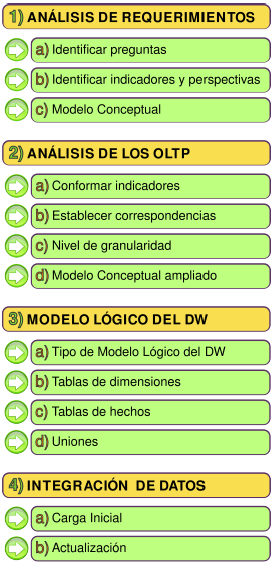 1) ANÁLISIS DE REQUERIMIENTOS
a) Identificar preguntas
b) Identificar indicadores y perspectivas
c) Modelo Conceptual
2) ANÁLISIS DE LOS OLTP
a) Conformar indicadores
b) Establecer correspondencias
c) Nivel de granularidad
d) Modelo Conceptual ampliado
3) MODELO LÓGICO DEL DW
a) Tipo de Modelo Lógico del DW
b) Tablas de dimensiones
c) Tablas de hechos
d) Uniones
4) INTEGRACIÓN DE DATOS
a) Carga Inicial
b) Actualización